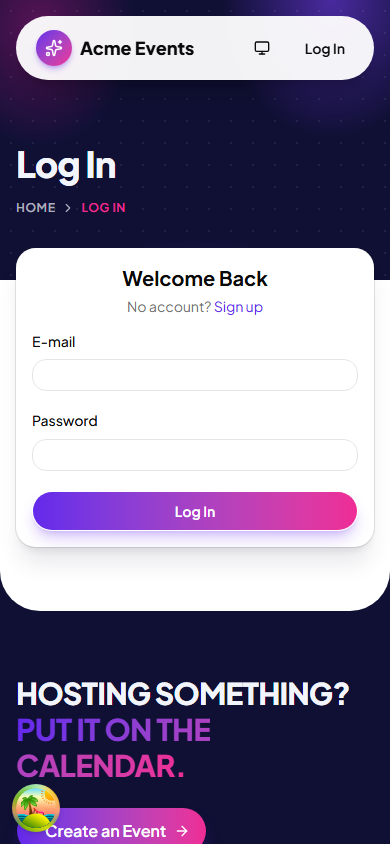 Acme Events
Log In
Log In
HOME > LOG IN
Welcome Back
No account? Sign up
E-mail
Password
Log In
HOSTING SOMETHING?
PUT IT ON THE
CALENDAR.
Create an Event →